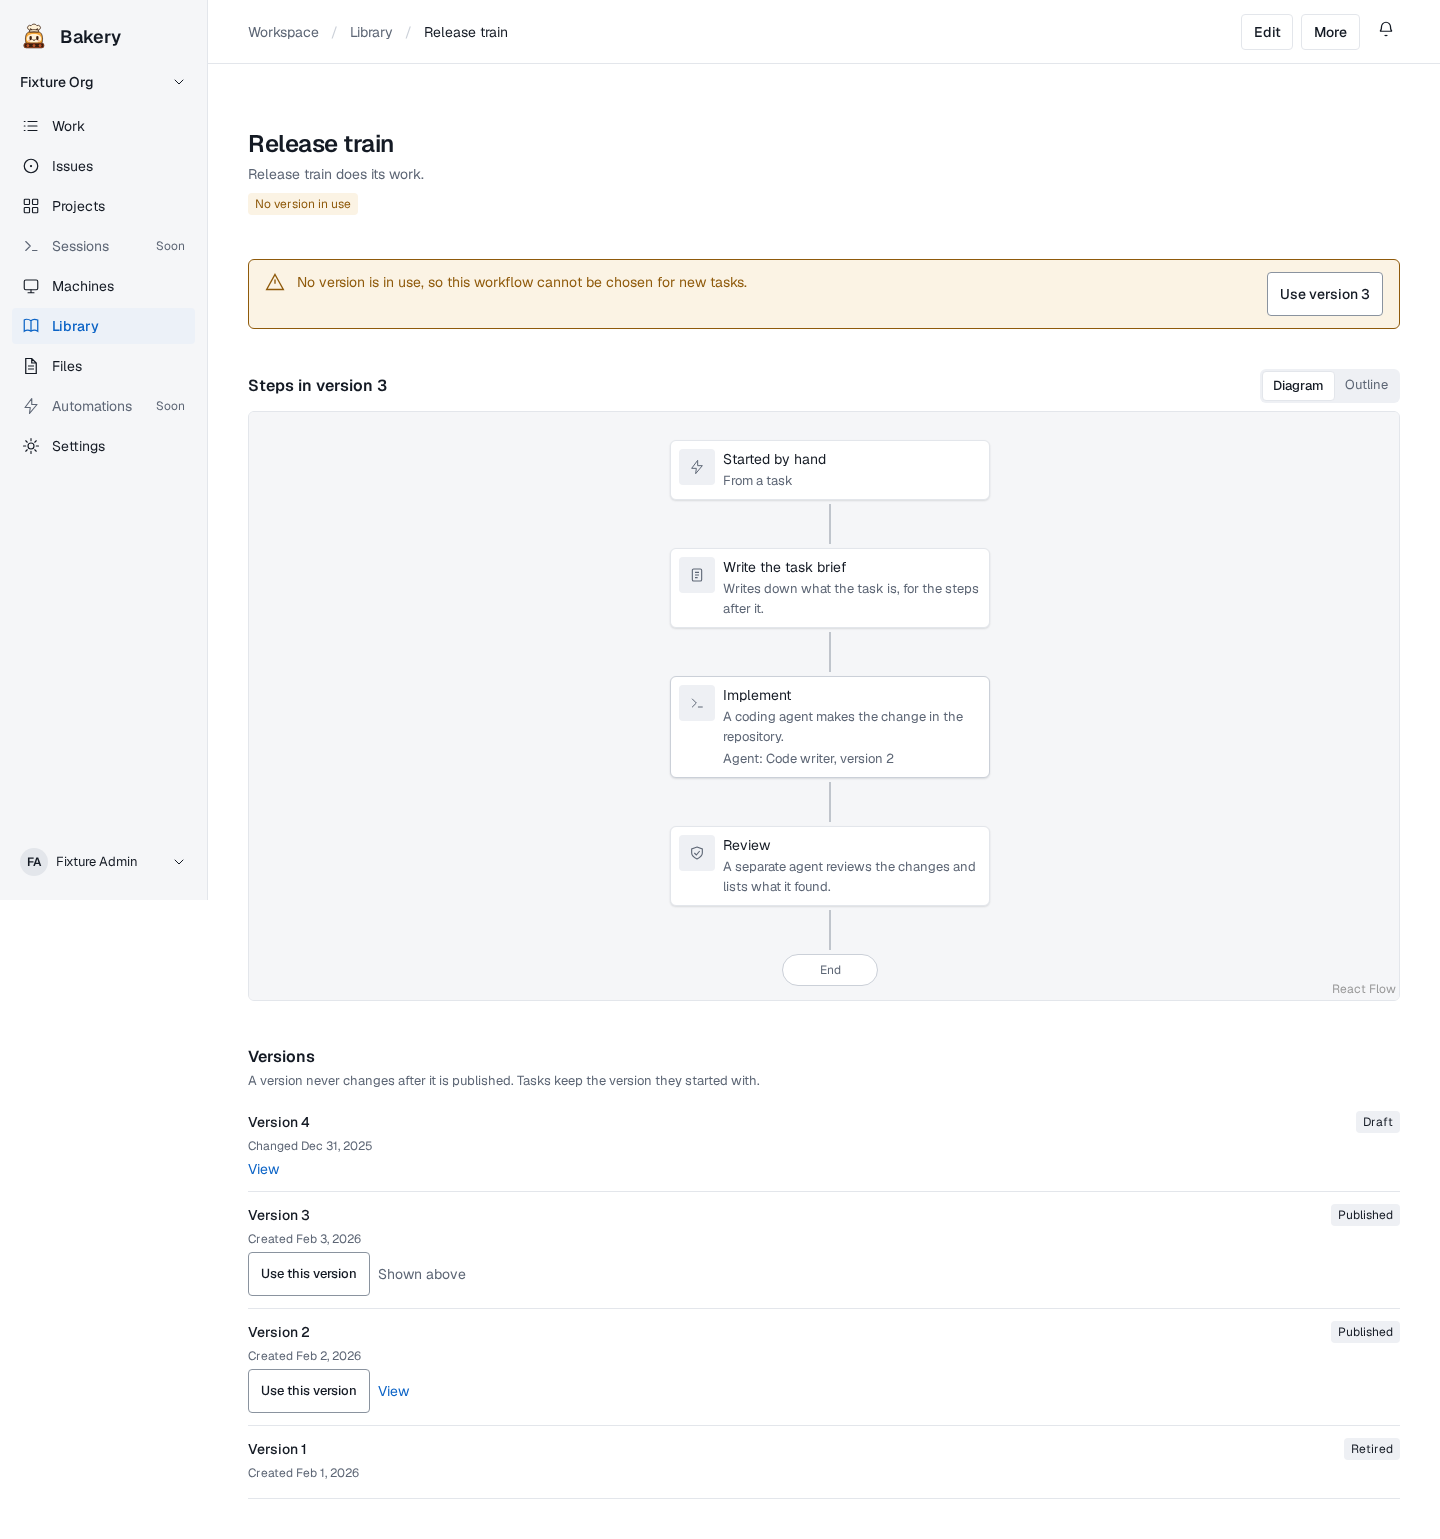 Bakery
Fixture Org
Work
Issues
Projects
Sessions Soon
Machines
Library
Files
Automations Soon
Settings
FA Fixture Admin
Workspace / Library / Release train
Edit More
Release train
Release train does its work.
No version in use
No version is in use, so this workflow cannot be chosen for new tasks.
Use version 3
Steps in version 3
Diagram Outline
Started by hand
From a task
Write the task brief
Writes down what the task is, for the steps
after it.
Implement
A coding agent makes the change in the
repository.
Agent: Code writer, version 2
Review
A separate agent reviews the changes and
lists what it found.
End
React Flow
Versions
A version never changes after it is published. Tasks keep the version they started with.
Version 4 Draft
Changed Dec 31, 2025
View
Version 3 Published
Created Feb 3, 2026
Use this version Shown above
Version 2 Published
Created Feb 2, 2026
Use this version View
Version 1 Retired
Created Feb 1, 2026